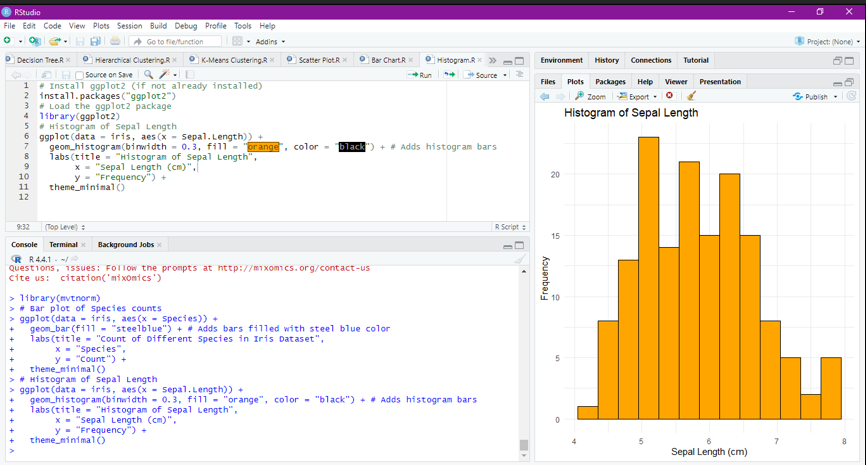 RStudio
File Edit Code View Plots Session Build Debug Profile Tools Help
Go to file/function Addins Project: (None)
Decision Tree.R Hierarchical Clustering.R K-Means Clustering.R Scatter Plot.R Bar Chart.R Histogram.R
Source on Save Run Source
1 # Install ggplot2 (if not already installed)
2 install.packages("ggplot2")
3 # Load the ggplot2 package
4 library(ggplot2)
5 # Histogram of Sepal Length
6 ggplot(data = iris, aes(x = Sepal.Length)) +
7 geom_histogram(binwidth = 0.3, fill = "orange", color = "black") + # Adds histogram bars
8 labs(title = "Histogram of Sepal Length",
9 x = "Sepal Length (cm)",
10 y = "Frequency") +
11 theme_minimal()
12
9:32 (Top Level) R Script
Console Terminal Background Jobs
R 4.4.1 · ~/
Questions, issues: Follow the prompts at http://mixomics.org/contact-us
Cite us: citation('mixOmics')
> library(mvtnorm)
> # Bar plot of Species counts
> ggplot(data = iris, aes(x = Species)) +
+ geom_bar(fill = "steelblue") + # Adds bars filled with steel blue color
+ labs(title = "Count of Different Species in Iris Dataset",
+ x = "Species",
+ y = "Count") +
+ theme_minimal()
> # Histogram of Sepal Length
> ggplot(data = iris, aes(x = Sepal.Length)) +
+ geom_histogram(binwidth = 0.3, fill = "orange", color = "black") + # Adds histogram bars
+ labs(title = "Histogram of Sepal Length",
+ x = "Sepal Length (cm)",
+ y = "Frequency") +
+ theme_minimal()
>
Environment History Connections Tutorial
Files Plots Packages Help Viewer Presentation
Zoom Export Publish
Histogram of Sepal Length
20
15
10
5
0
Frequency
4 5 6 7 8
Sepal Length (cm)